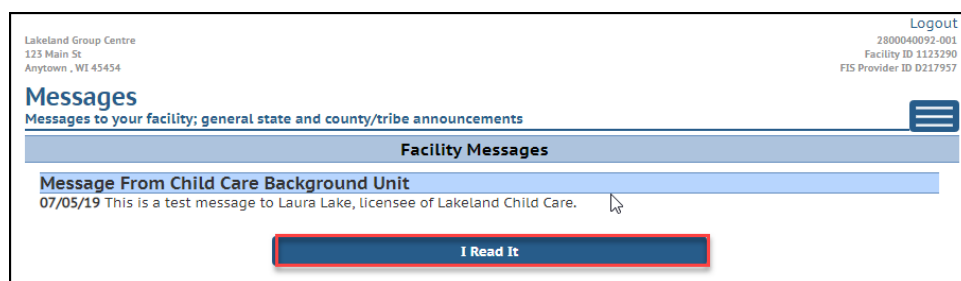 Logout
Lakeland Group Centre
2800040092-001
123 Main St
Facility ID 1123290
Anytown , WI 45454
FIS Provider ID D217957
Messages
Messages to your facility; general state and county/tribe announcements
Facility Messages
Message From Child Care Background Unit
07/05/19 This is a test message to Laura Lake, licensee of Lakeland Child Care.
I Read It